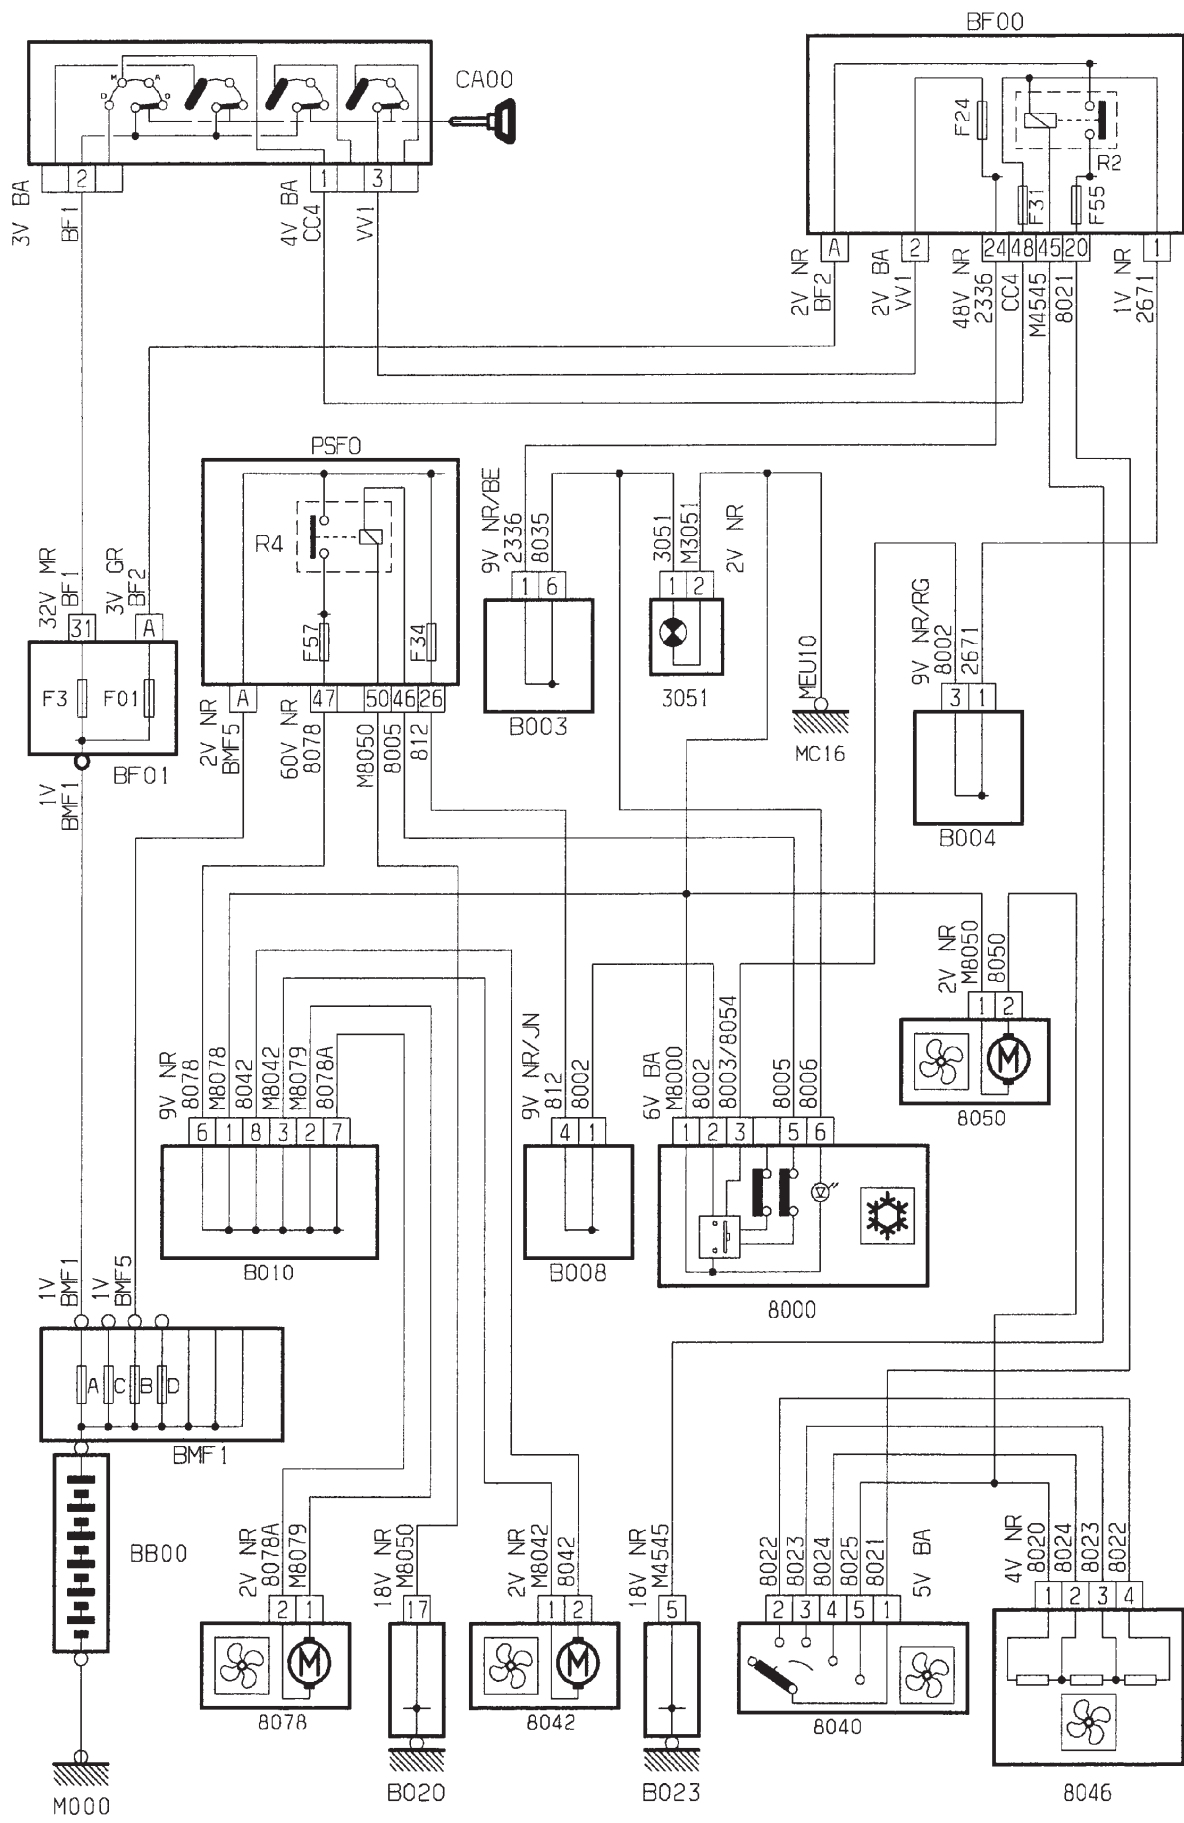 BF00
CA00
M A D D
F24
R2
F31 F55
2 1 3
3V BA BF1 4V BA CC4 VV1
A 2 24 48 45 20 1
2V NR BF2 2V BA VV1 48V NR 2336 CC4 M4545 8021 1V NR 2671
PSF0
R4
F57 F34
A 47 50 46 26
2V NR BMF5 60V NR 8078 M8050 8005 812
32V MR BF1 3V GR BF2
31 A
F3 F01
BF01
1V BMF1
9V NR/BE 2336 8035
1 6
B003
3051 M3051 2V NR
1 2
3051
MEU10
MC16
9V NR/RG 8002 2671
3 1
B004
2V NR M8050 8050
1 2
M
8050
9V NR 8078 M8078 8042 M8042 M8079 8078A
6 1 8 3 2 7
B010
9V NR/JN 812 8002
4 1
B008
6V BA M8000 8002 8003/8054 8005 8006
1 2 3 5 6
8000
1V BMF1 1V BMF5
A C B D
BMF1
BB00
M000
2V NR 8078A M8079
2 1
M
8078
18V NR M8050
17
B020
2V NR M8042 8042
1 2
M
8042
18V NR M4545
5
B023
8022 8023 8024 8025 8021 5V BA
2 3 4 5 1
8040
4V NR 8020 8024 8023 8022
1 2 3 4
8046